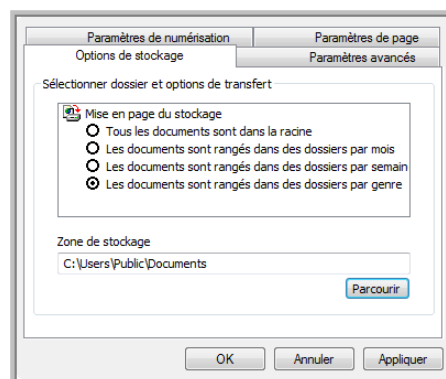 Paramètres de numérisation Paramètres de page
Options de stockage Paramètres avancés
Sélectionner dossier et options de transfert
Mise en page du stockage
Tous les documents sont dans la racine
Les documents sont rangés dans des dossiers par mois
Les documents sont rangés dans des dossiers par semain
Les documents sont rangés dans des dossiers par genre
Zone de stockage
C:\Users\Public\Documents
Parcourir
OK Annuler Appliquer